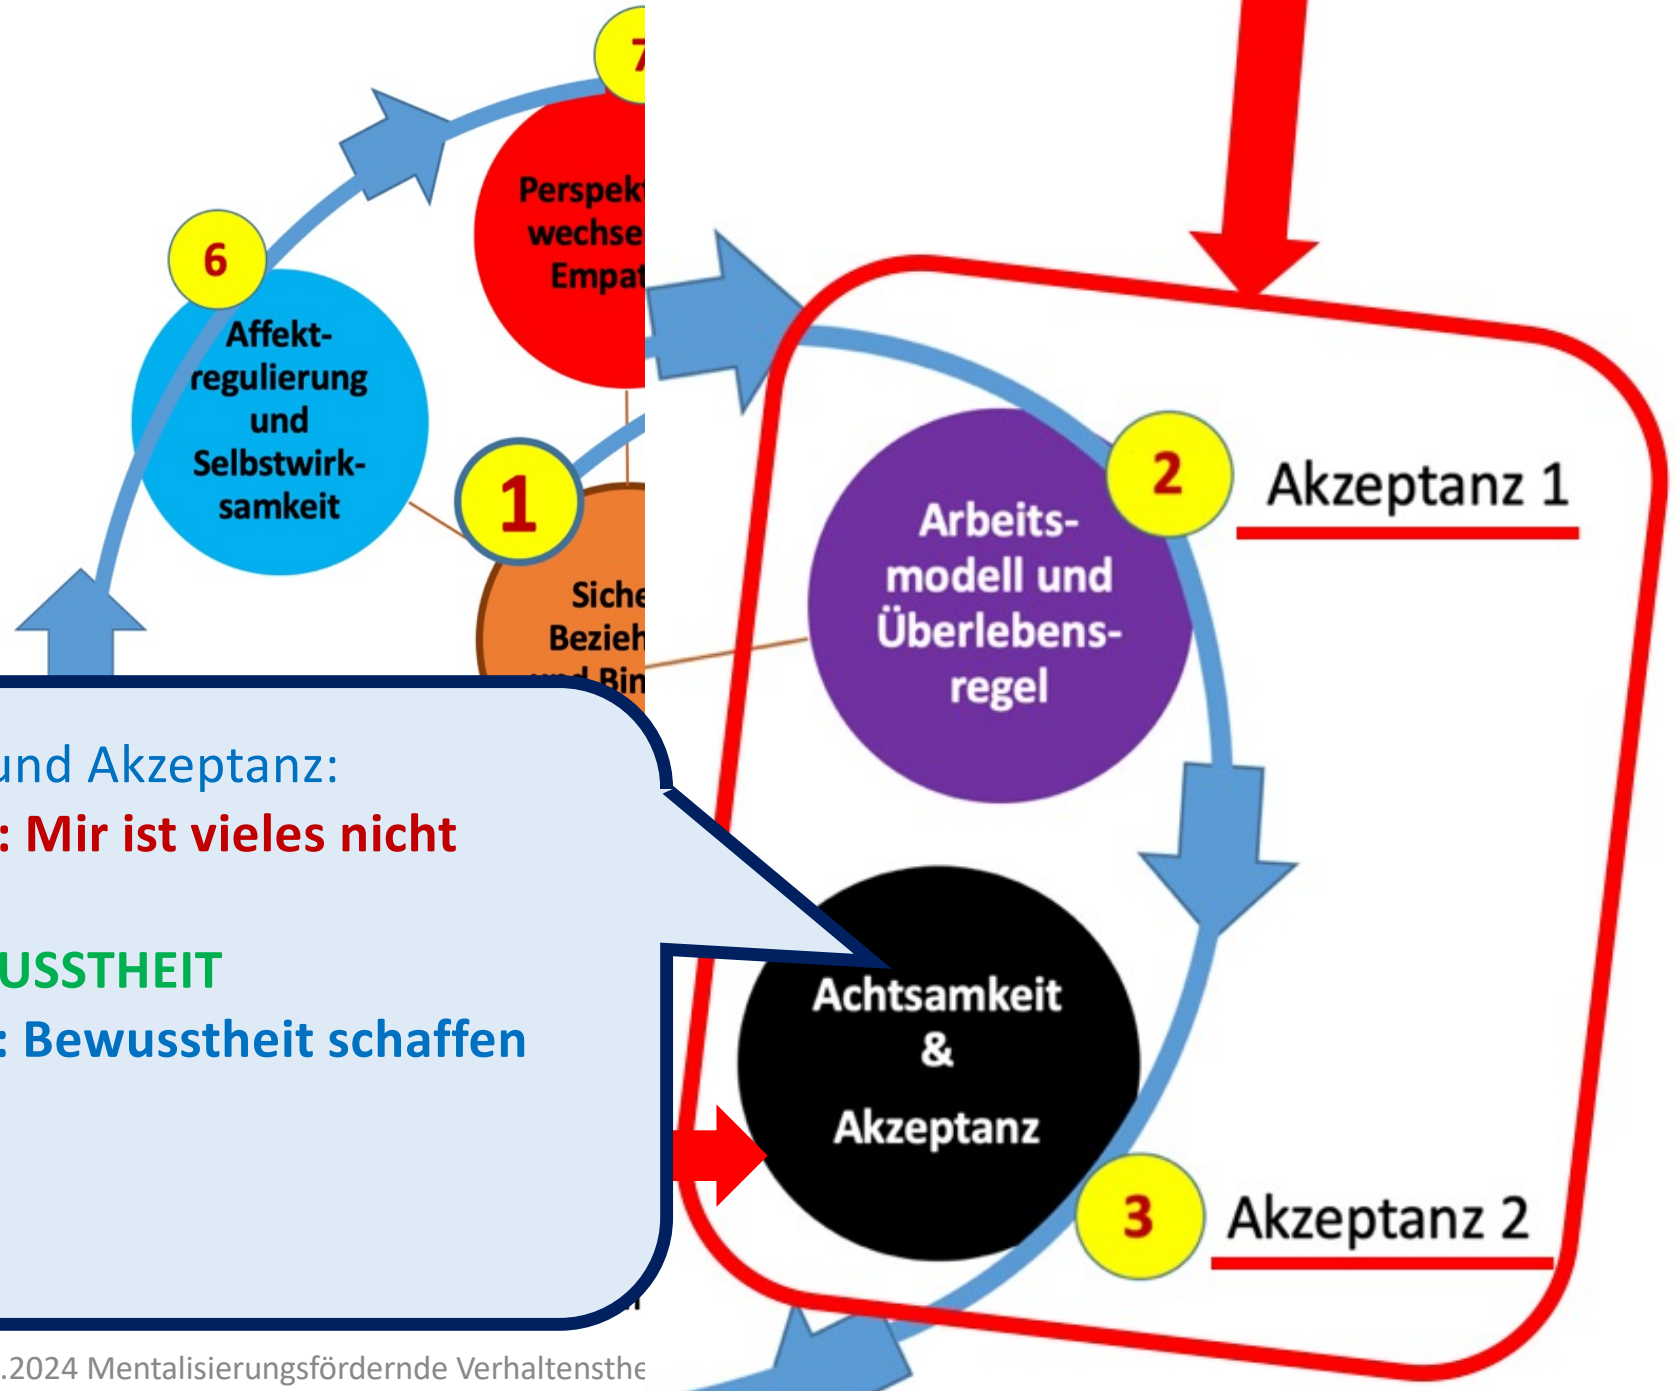 7
Perspekt
wechse
Empat
6
Affekt-
regulierung
und
Selbstwirk-
samkeit
1
Siche
Bezieh
und Bin
2
Akzeptanz 1
Arbeits-
modell und
Überlebens-
regel
und Akzeptanz:
: Mir ist vieles nicht
USSTHEIT
: Bewusstheit schaffen
Achtsamkeit
&
Akzeptanz
3
Akzeptanz 2
.2024 Mentalisierungsfördernde Verhaltensthe